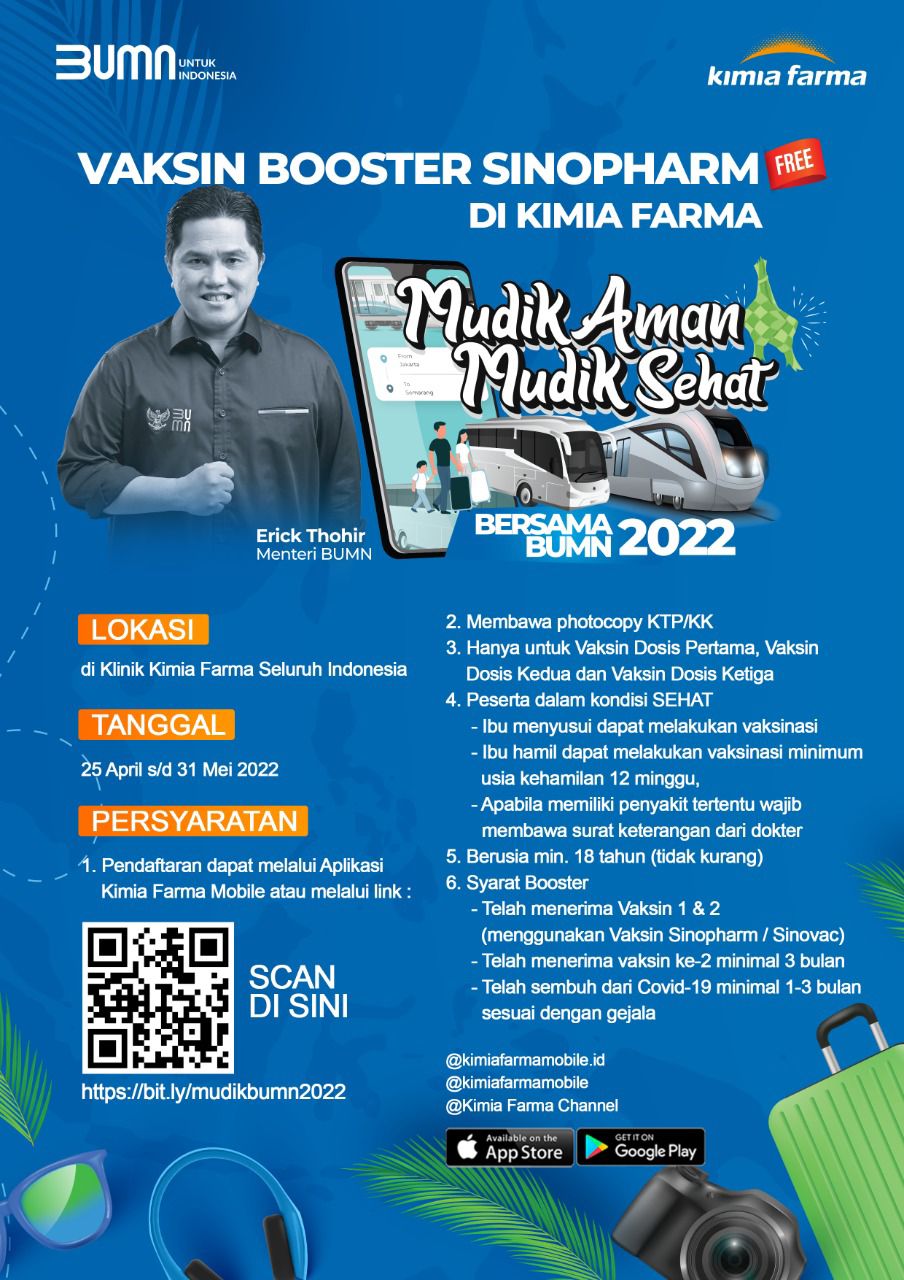 BUMN UNTUK
INDONESIA
kimia farma
VAKSIN BOOSTER SINOPHARM FREE
DI KIMIA FARMA
Mudik Aman
Mudik Sehat
From
Jakarta
To
Semarang
BU
MN
Erick Thohir
Menteri BUMN
BERSAMA
BUMN 2022
LOKASI
di Klinik Kimia Farma Seluruh Indonesia
TANGGAL
25 April s/d 31 Mei 2022
PERSYARATAN
1. Pendaftaran dapat melalui Aplikasi
Kimia Farma Mobile atau melalui link :
SCAN
DI SINI
https://bit.ly/mudikbumn2022
2. Membawa photocopy KTP/KK
3. Hanya untuk Vaksin Dosis Pertama, Vaksin
Dosis Kedua dan Vaksin Dosis Ketiga
4. Peserta dalam kondisi SEHAT
- Ibu menyusui dapat melakukan vaksinasi
- Ibu hamil dapat melakukan vaksinasi minimum
usia kehamilan 12 minggu,
- Apabila memiliki penyakit tertentu wajib
membawa surat keterangan dari dokter
5. Berusia min. 18 tahun (tidak kurang)
6. Syarat Booster
- Telah menerima Vaksin 1 & 2
(menggunakan Vaksin Sinopharm / Sinovac)
- Telah menerima vaksin ke-2 minimal 3 bulan
- Telah sembuh dari Covid-19 minimal 1-3 bulan
sesuai dengan gejala
@kimiafarmamobile.id
@kimiafarmamobile
@Kimia Farma Channel
Available on the
App Store
GET IT ON
Google Play